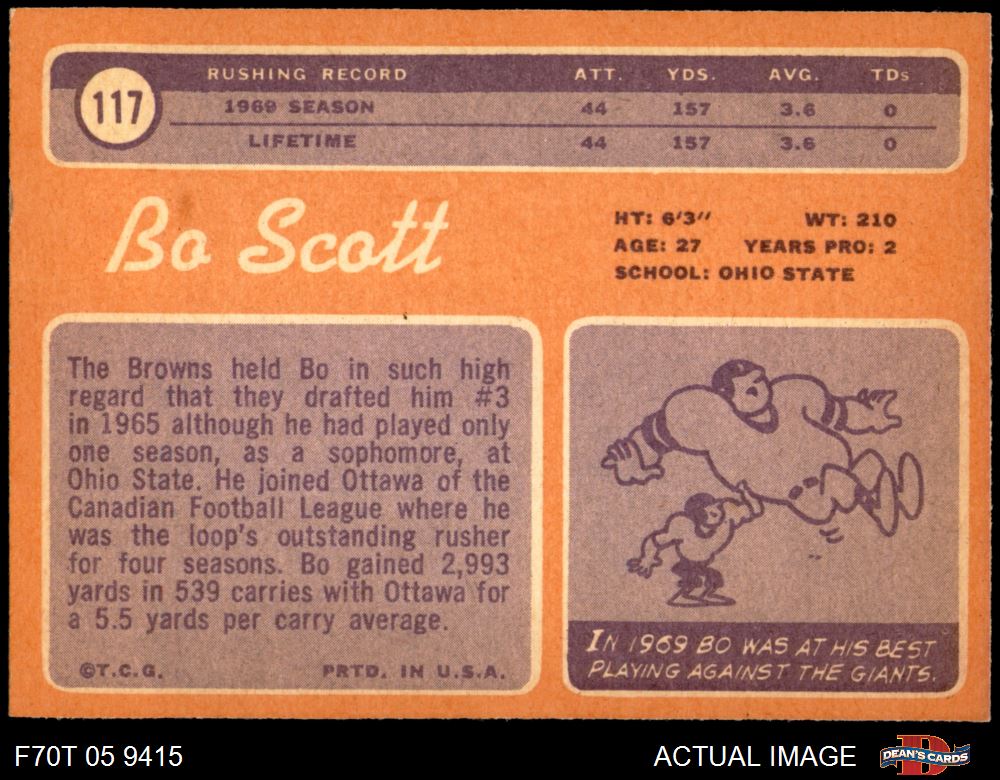 117
RUSHING RECORD ATT. YDS. AVG. TDs
1969 SEASON 44 157 3.6 0
LIFETIME 44 157 3.6 0
Bo Scott
HT: 6'3" WT: 210
AGE: 27 YEARS PRO: 2
SCHOOL: OHIO STATE
The Browns held Bo in such high
regard that they drafted him #3
in 1965 although he had played only
one season, as a sophomore, at
Ohio State. He joined Ottawa of the
Canadian Football League where he
was the loop's outstanding rusher
for four seasons. Bo gained 2,993
yards in 539 carries with Ottawa for
a 5.5 yards per carry average.
©T.C.G. PRTD. IN U.S.A.
IN 1969 BO WAS AT HIS BEST
PLAYING AGAINST THE GIANTS.
F70T 05 9415 ACTUAL IMAGE DEAN'S CARDS